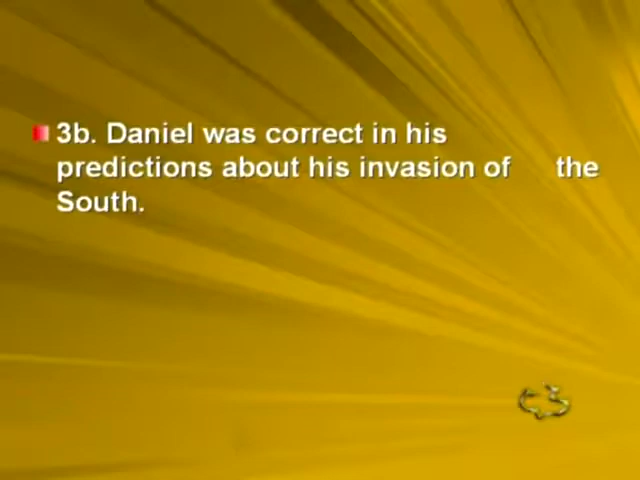 3b. Daniel was correct in his
predictions about his invasion of the
South.